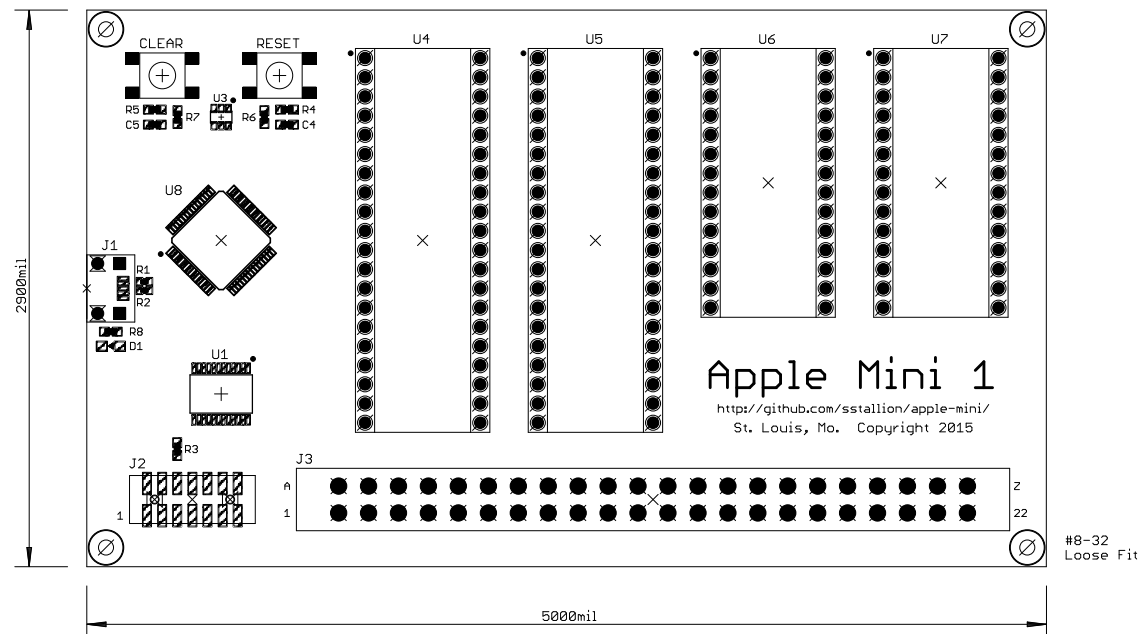 CLEAR
RESET
U4
U5
U6
U7
R5
C5
R7
U3
R6
R4
C4
U8
J1
R1
R2
R8
D1
U1
R3
J2
1
J3
A
1
Z
22
Apple Mini 1
http://github.com/sstallion/apple-mini/
St. Louis, Mo. Copyright 2015
#8-32
Loose Fit
2900mil
5000mil